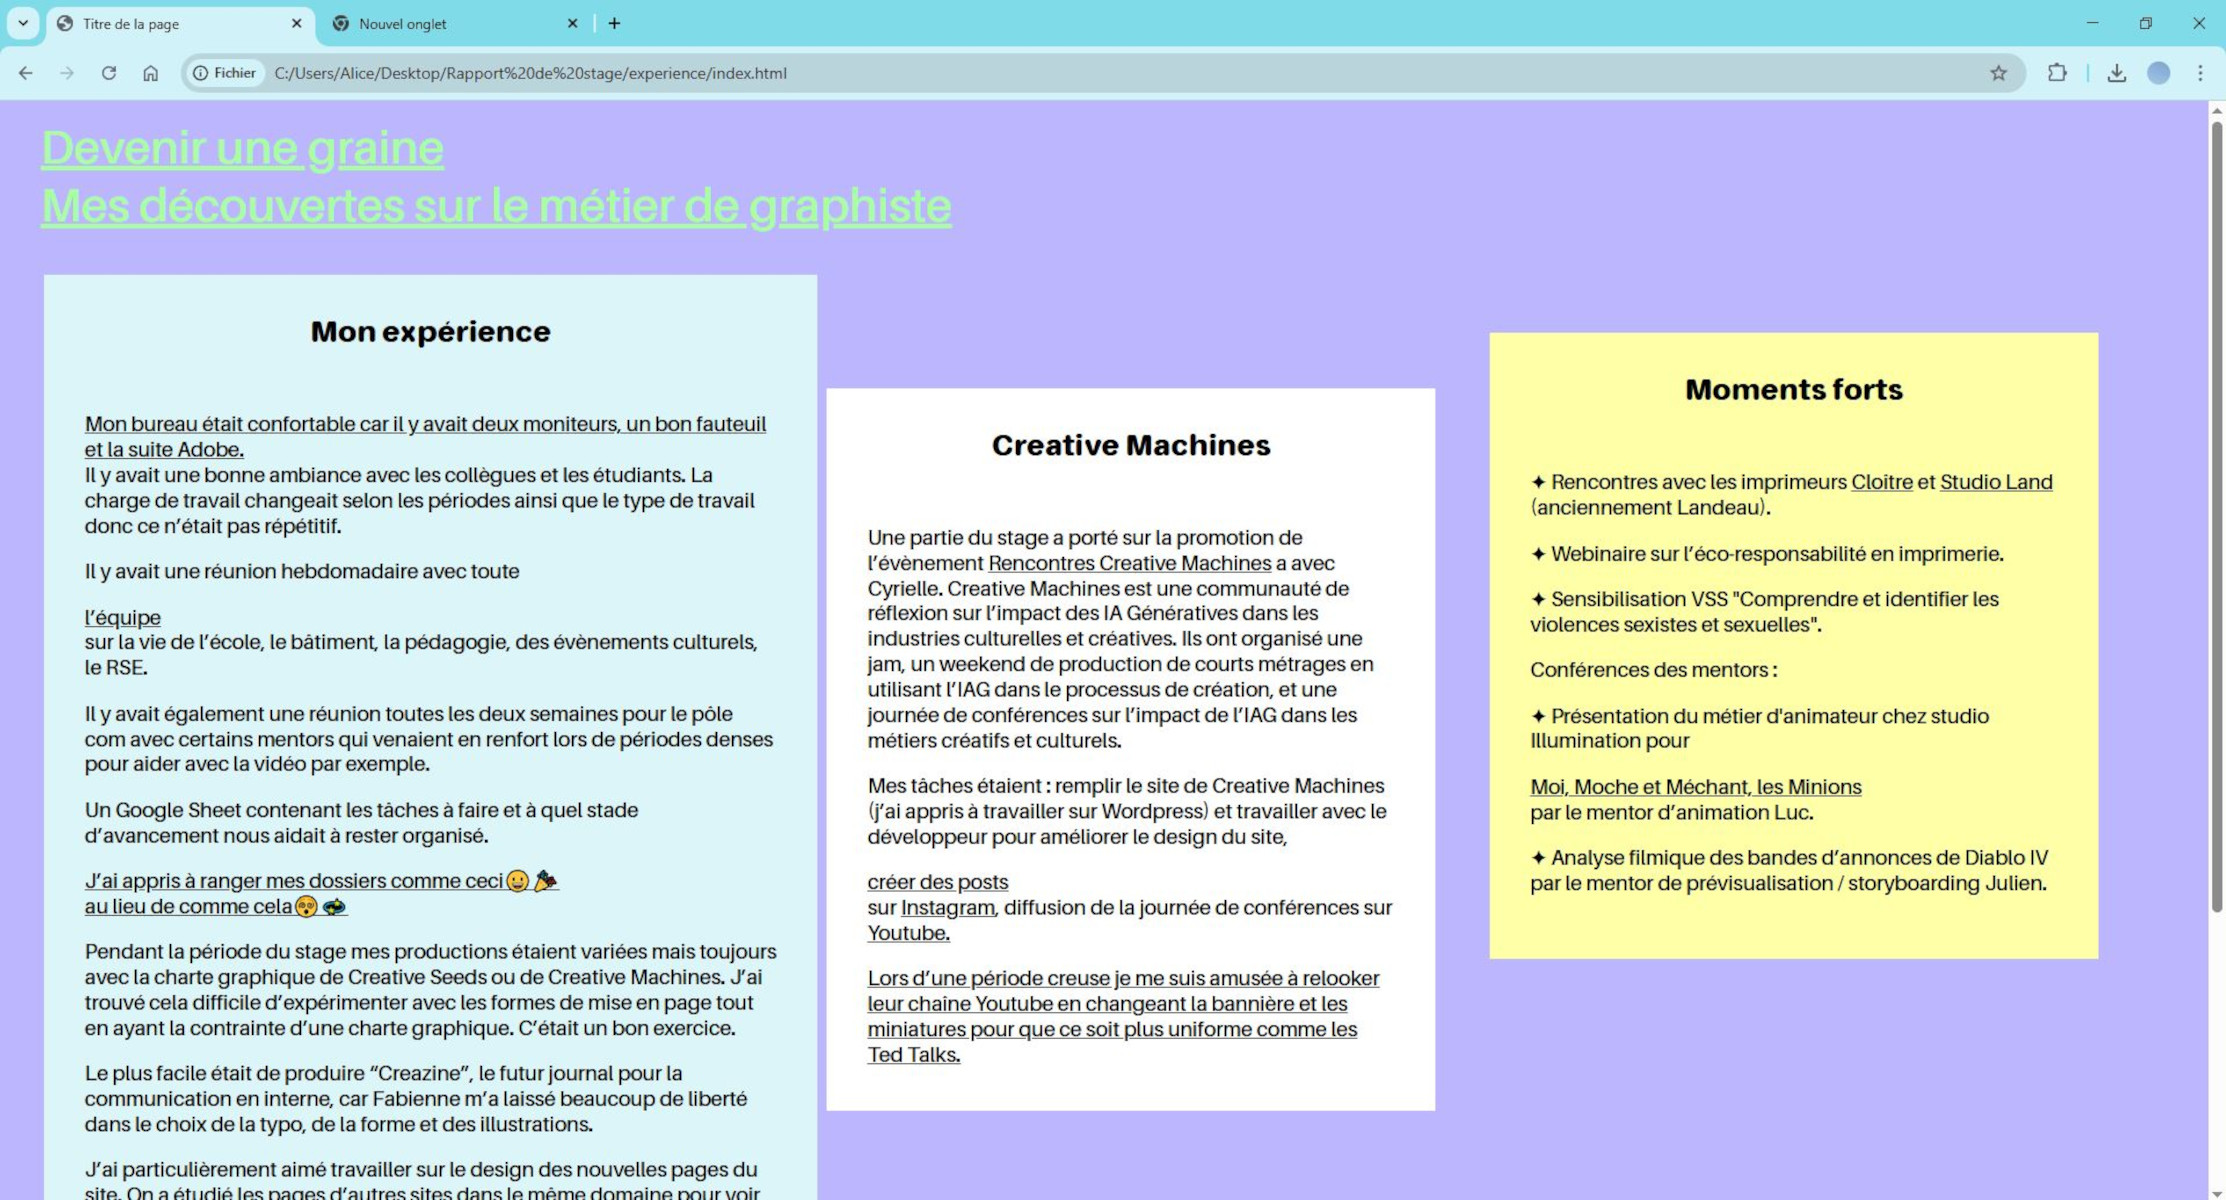 Titre de la page
Nouvel onglet
Fichier
C:/Users/Alice/Desktop/Rapport%20de%20stage/experience/index.html
Devenir une graine
Mes découvertes sur le métier de graphiste
Mon expérience
Mon bureau était confortable car il y avait deux moniteurs, un bon fauteuil
et la suite Adobe.
Il y avait une bonne ambiance avec les collègues et les étudiants. La
charge de travail changeait selon les périodes ainsi que le type de travail
donc ce n’était pas répétitif.
Il y avait une réunion hebdomadaire avec toute
l’équipe
sur la vie de l’école, le bâtiment, la pédagogie, des évènements culturels,
le RSE.
Il y avait également une réunion toutes les deux semaines pour le pôle
com avec certains mentors qui venaient en renfort lors de périodes denses
pour aider avec la vidéo par exemple.
Un Google Sheet contenant les tâches à faire et à quel stade
d’avancement nous aidait à rester organisé.
J’ai appris à ranger mes dossiers comme ceci😀🎉
au lieu de comme cela😵🪐
Pendant la période du stage mes productions étaient variées mais toujours
avec la charte graphique de Creative Seeds ou de Creative Machines. J’ai
trouvé cela difficile d’expérimenter avec les formes de mise en page tout
en ayant la contrainte d’une charte graphique. C’était un bon exercice.
Le plus facile était de produire “Creazine”, le futur journal pour la
communication en interne, car Fabienne m’a laissé beaucoup de liberté
dans le choix de la typo, de la forme et des illustrations.
J’ai particulièrement aimé travailler sur le design des nouvelles pages du
site. On a étudié les pages d’autres sites dans le même domaine pour voir
Creative Machines
Une partie du stage a porté sur la promotion de
l’évènement Rencontres Creative Machines a avec
Cyrielle. Creative Machines est une communauté de
réflexion sur l’impact des IA Génératives dans les
industries culturelles et créatives. Ils ont organisé une
jam, un weekend de production de courts métrages en
utilisant l’IAG dans le processus de création, et une
journée de conférences sur l’impact de l’IAG dans les
métiers créatifs et culturels.
Mes tâches étaient : remplir le site de Creative Machines
(j’ai appris à travailler sur Wordpress) et travailler avec le
développeur pour améliorer le design du site,
créer des posts
sur Instagram, diffusion de la journée de conférences sur
Youtube.
Lors d’une période creuse je me suis amusée à relooker
leur chaîne Youtube en changeant la bannière et les
miniatures pour que ce soit plus uniforme comme les
Ted Talks.
Moments forts
✦ Rencontres avec les imprimeurs Cloitre et Studio Land
(anciennement Landeau).
✦ Webinaire sur l’éco-responsabilité en imprimerie.
✦ Sensibilisation VSS "Comprendre et identifier les
violences sexistes et sexuelles".
Conférences des mentors :
✦ Présentation du métier d'animateur chez studio
Illumination pour
Moi, Moche et Méchant, les Minions
par le mentor d’animation Luc.
✦ Analyse filmique des bandes d’annonces de Diablo IV
par le mentor de prévisualisation / storyboarding Julien.